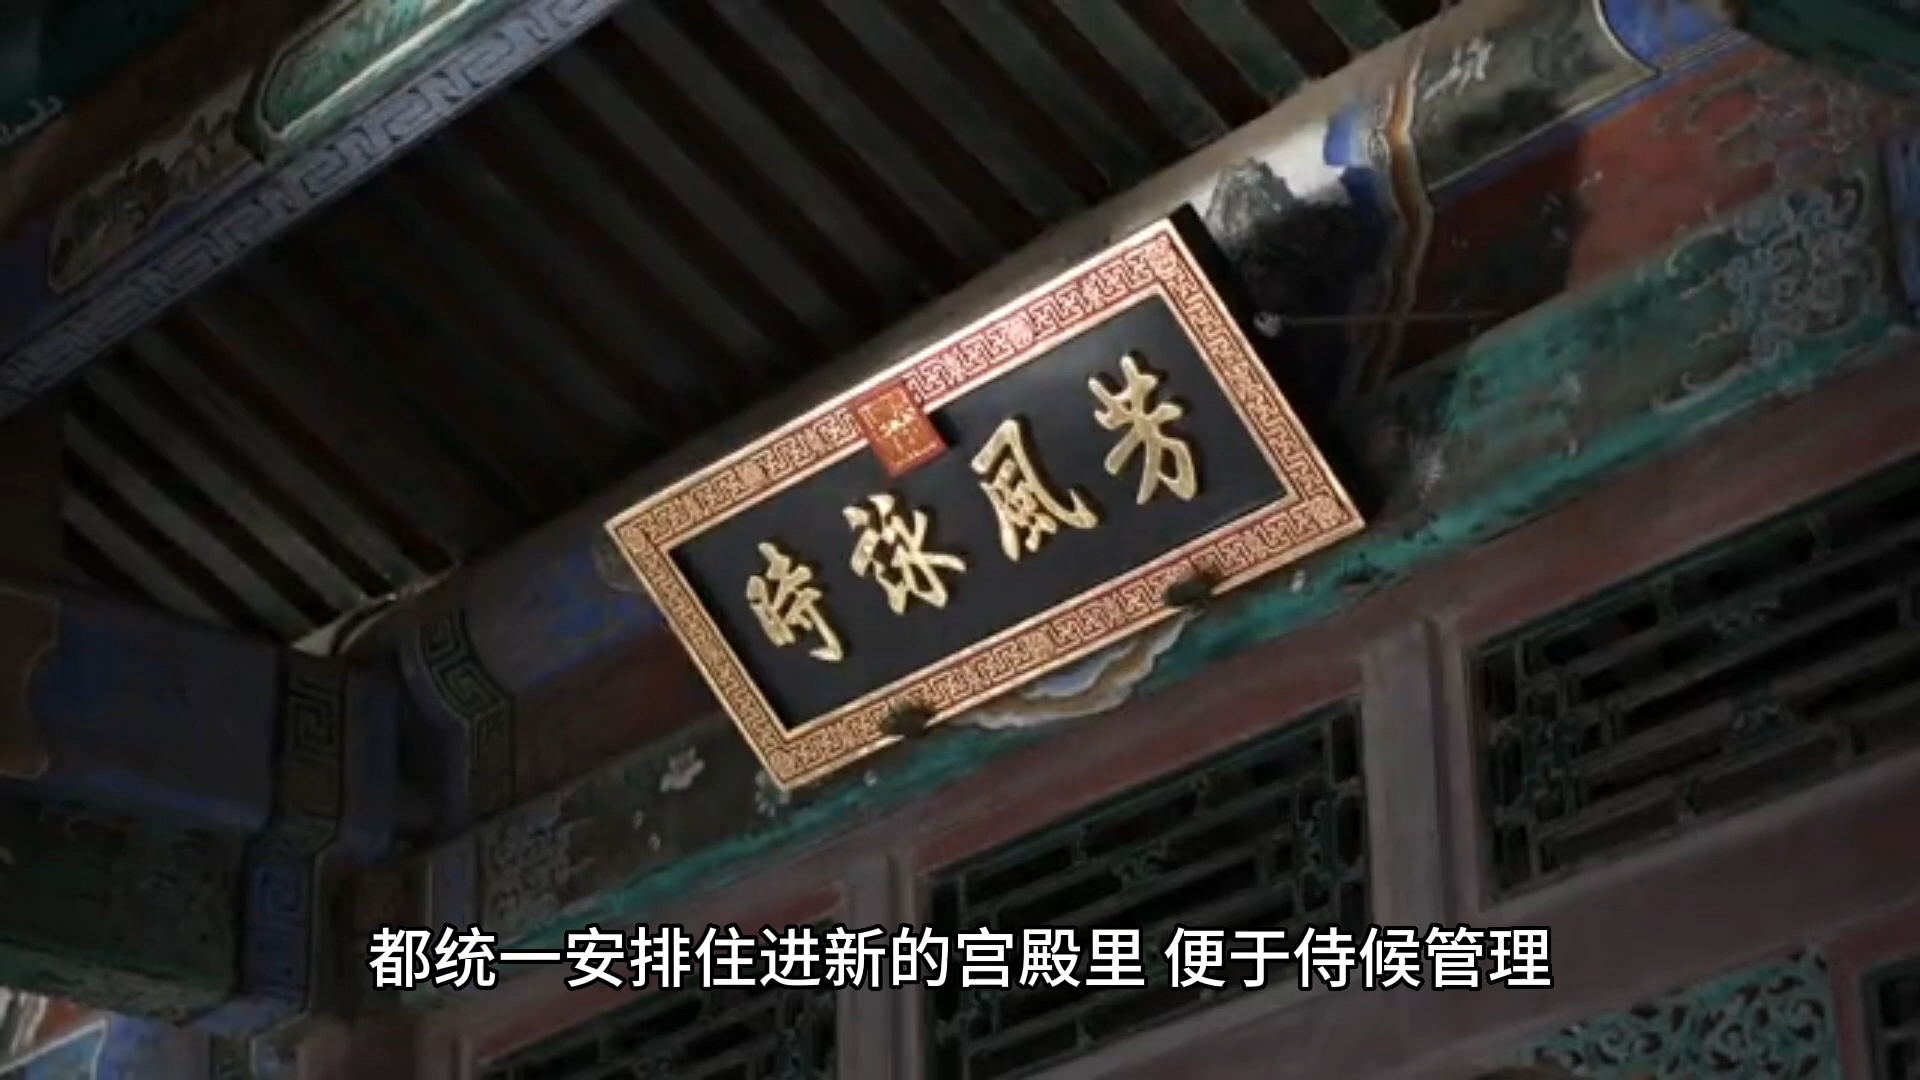 芳風詠時
都统一安排住进新的宫殿里 便于侍候管理